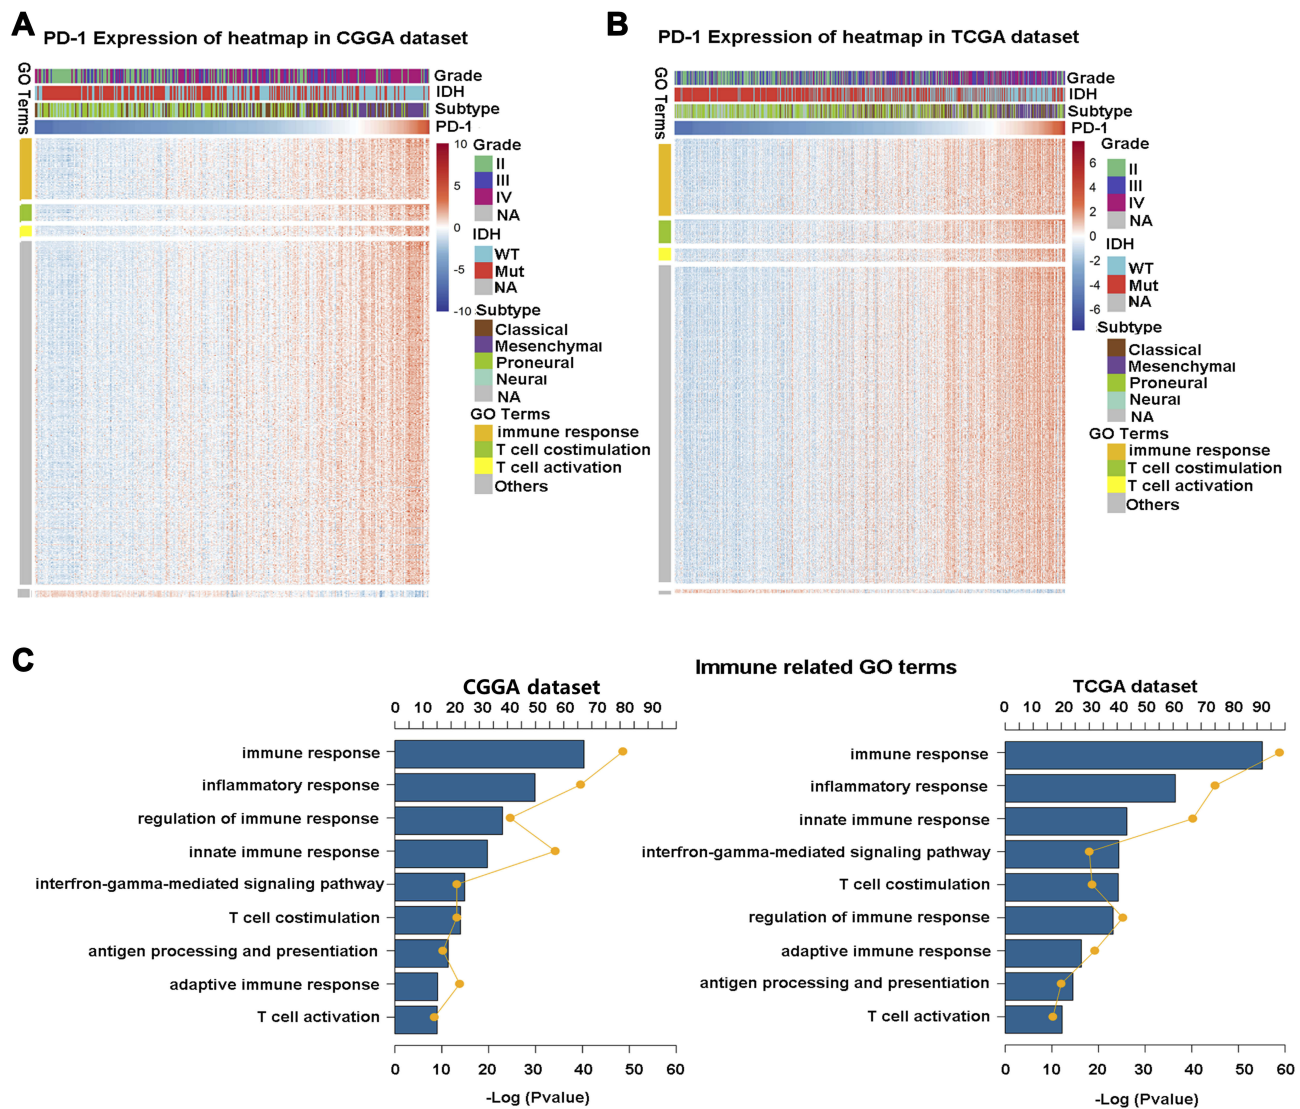 A
PD-1 Expression of heatmap in CGGA dataset
GO Terms
Grade
IDH
Subtype
PD-1
10
5
0
-5
-10
Grade
II
III
IV
NA
IDH
WT
Mut
NA
Subtype
Classical
Mesenchymal
Proneural
Neural
NA
GO Terms
immune response
T cell costimulation
T cell activation
Others
B
PD-1 Expression of heatmap in TCGA dataset
GO Terms
Grade
IDH
Subtype
PD-1
6
4
2
0
-2
-4
-6
Grade
II
III
IV
NA
IDH
WT
Mut
NA
Subtype
Classical
Mesenchymal
Proneural
Neural
NA
GO Terms
immune response
T cell costimulation
T cell activation
Others
C
Immune related GO terms
CGGA dataset
0 10 20 30 40 50 60 70 80 90
immune response
inflammatory response
regulation of immune response
innate immune response
interfron-gamma-mediated signaling pathway
T cell costimulation
antigen processing and presentiation
adaptive immune response
T cell activation
0 10 20 30 40 50 60
-Log (Pvalue)
TCGA dataset
0 10 20 30 40 50 60 70 80 90
immune response
inflammatory response
innate immune response
interfron-gamma-mediated signaling pathway
T cell costimulation
regulation of immune response
adaptive immune response
antigen processing and presentiation
T cell activation
0 10 20 30 40 50 60
-Log (Pvalue)